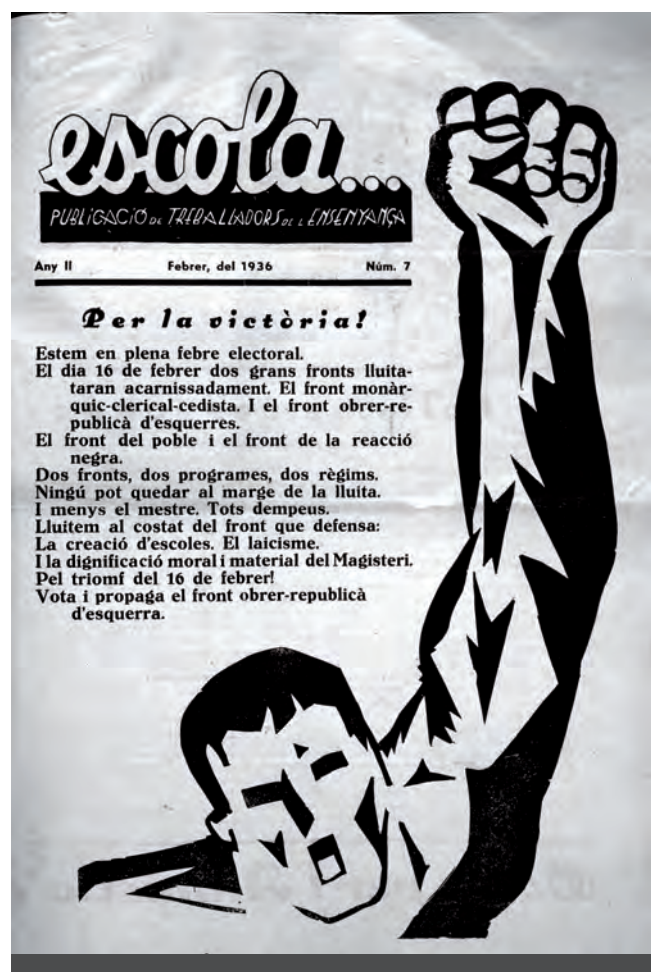 escola...
PUBLICACIÓ DE TREBALLADORS DE L'ENSENYANÇA
Any II Febrer, del 1936 Núm. 7
Per la victòria!
Estem en plena febre electoral.
El dia 16 de febrer dos grans fronts lluita-
taran acarnissadament. El front monàr-
quic-clerical-cedista. I el front obrer-re-
publicà d'esquerres.
El front del poble i el front de la reacció
negra.
Dos fronts, dos programes, dos règims.
Ningú pot quedar al marge de la lluita.
I menys el mestre. Tots dempeus.
Lluitem al costat del front que defensa:
La creació d'escoles. El laicisme.
I la dignificació moral i material del Magisteri.
Pel triomf del 16 de febrer!
Vota i propaga el front obrer-republicà
d'esquerra.